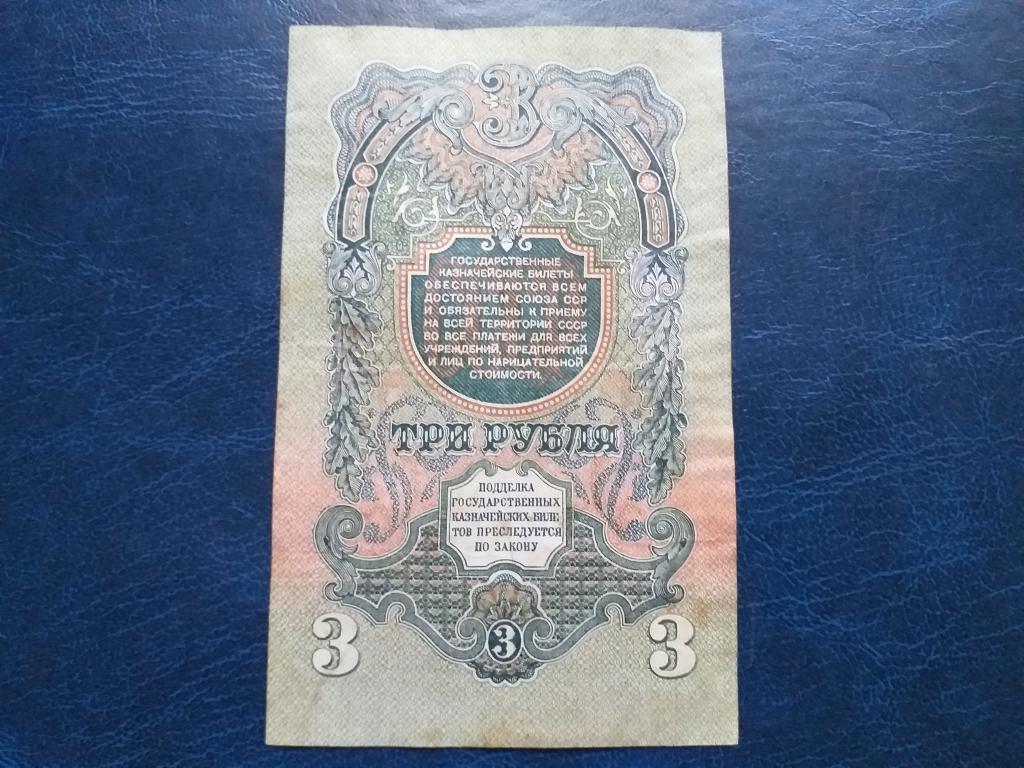 3
ГОСУДАРСТВЕННЫЕ
КАЗНАЧЕЙСКИЕ БИЛЕТЫ
ОБЕСПЕЧИВАЮТСЯ ВСЕМ
ДОСТОЯНИЕМ СОЮЗА ССР
И ОБЯЗАТЕЛЬНЫ К ПРИЕМУ
НА ВСЕЙ ТЕРРИТОРИИ СССР
ВО ВСЕ ПЛАТЕЖИ ДЛЯ ВСЕХ
УЧРЕЖДЕНИЙ, ПРЕДПРИЯТИЙ
И ЛИЦ ПО НАРИЦАТЕЛЬНОЙ
СТОИМОСТИ.
ТРИ РУБЛЯ
ПОДДЕЛКА
ГОСУДАРСТВЕННЫХ
КАЗНАЧЕЙСКИХ БИЛЕ
ТОВ ПРЕСЛЕДУЕТСЯ
ПО ЗАКОНУ
3 3 3